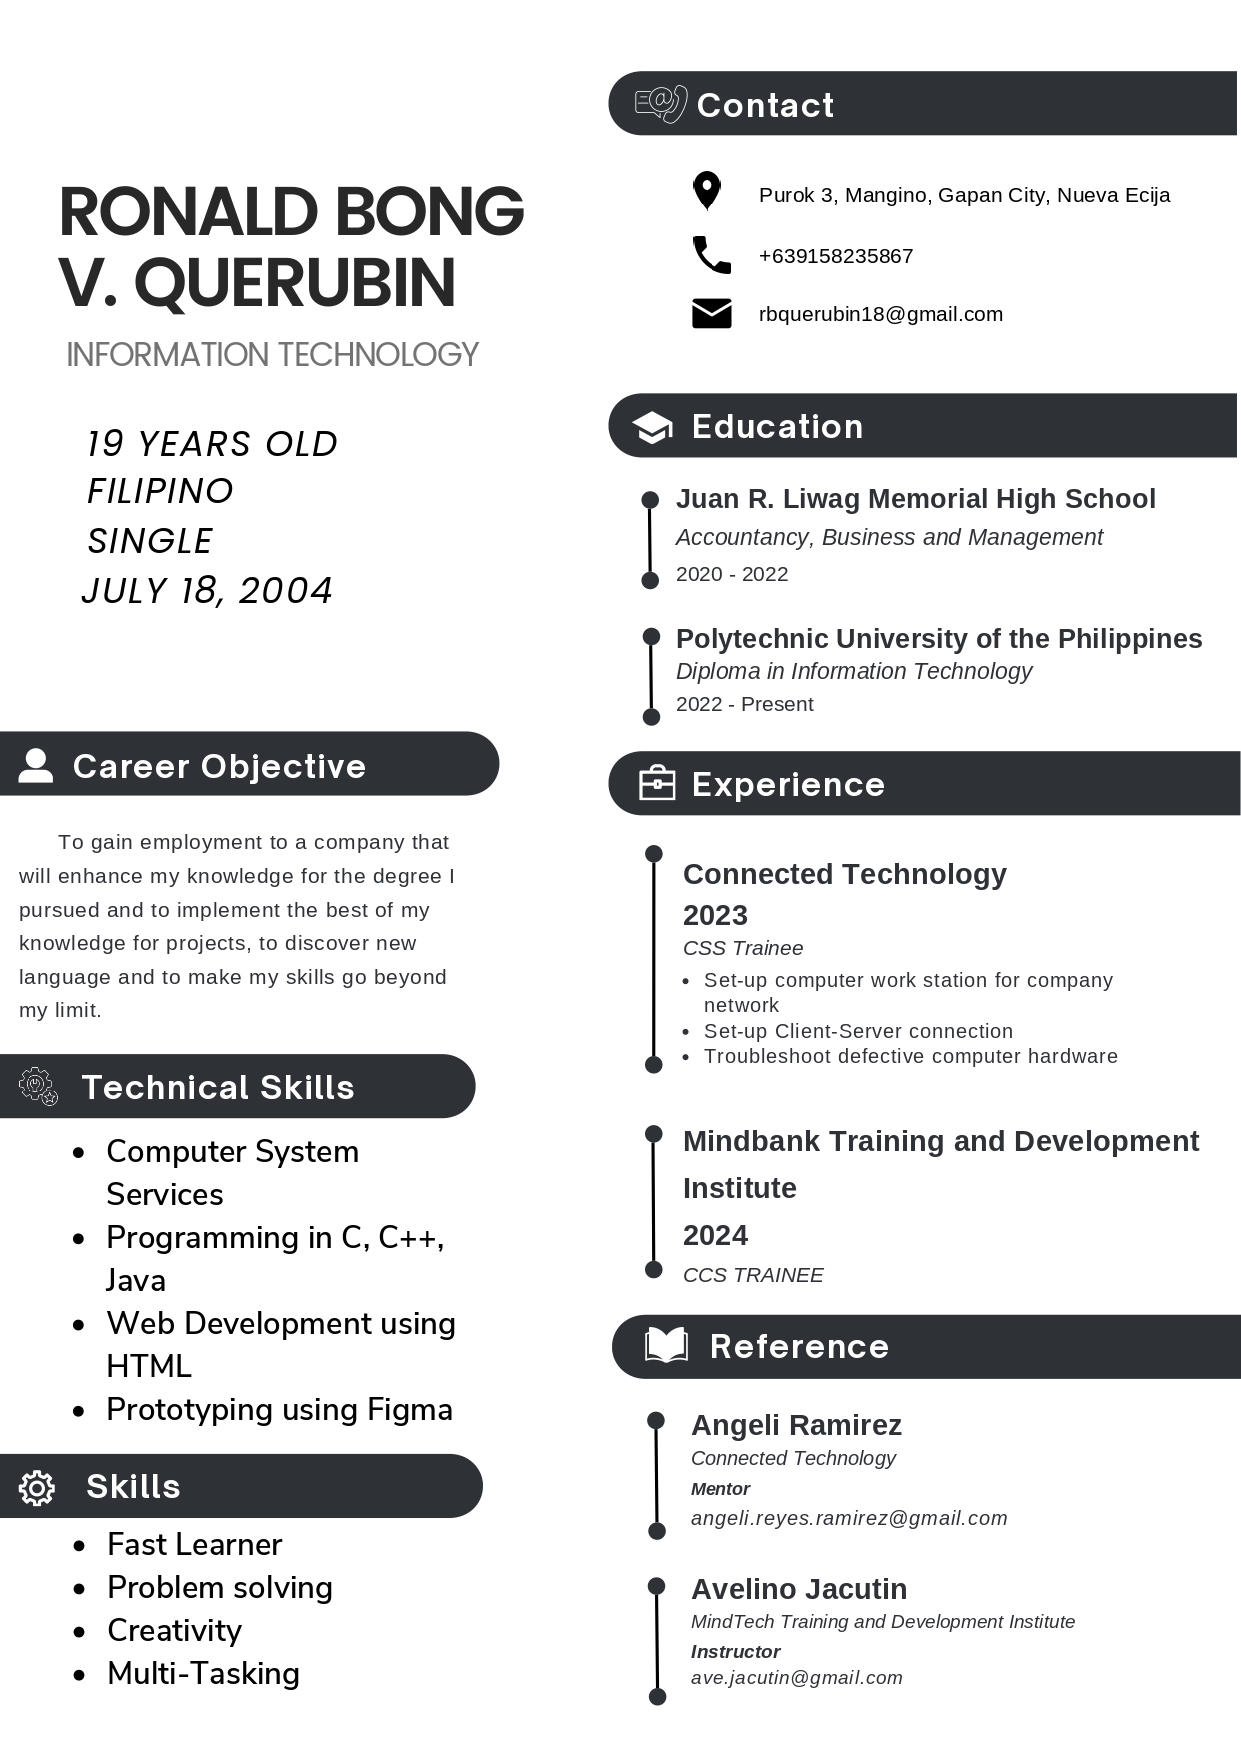 RONALD BONG
V. QUERUBIN
INFORMATION TECHNOLOGY
19 YEARS OLD
FILIPINO
SINGLE
JULY 18, 2004
Career Objective
To gain employment to a company that
will enhance my knowledge for the degree I
pursued and to implement the best of my
knowledge for projects, to discover new
language and to make my skills go beyond
my limit.
Technical Skills
• Computer System
Services
• Programming in C, C++,
Java
• Web Development using
HTML
• Prototyping using Figma
Skills
• Fast Learner
• Problem solving
• Creativity
• Multi-Tasking
Contact
Purok 3, Mangino, Gapan City, Nueva Ecija
+639158235867
rbquerubin18@gmail.com
Education
Juan R. Liwag Memorial High School
Accountancy, Business and Management
2020 - 2022
Polytechnic University of the Philippines
Diploma in Information Technology
2022 - Present
Experience
Connected Technology
2023
CSS Trainee
• Set-up computer work station for company
network
• Set-up Client-Server connection
• Troubleshoot defective computer hardware
Mindbank Training and Development
Institute
2024
CCS TRAINEE
Reference
Angeli Ramirez
Connected Technology
Mentor
angeli.reyes.ramirez@gmail.com
Avelino Jacutin
MindTech Training and Development Institute
Instructor
ave.jacutin@gmail.com